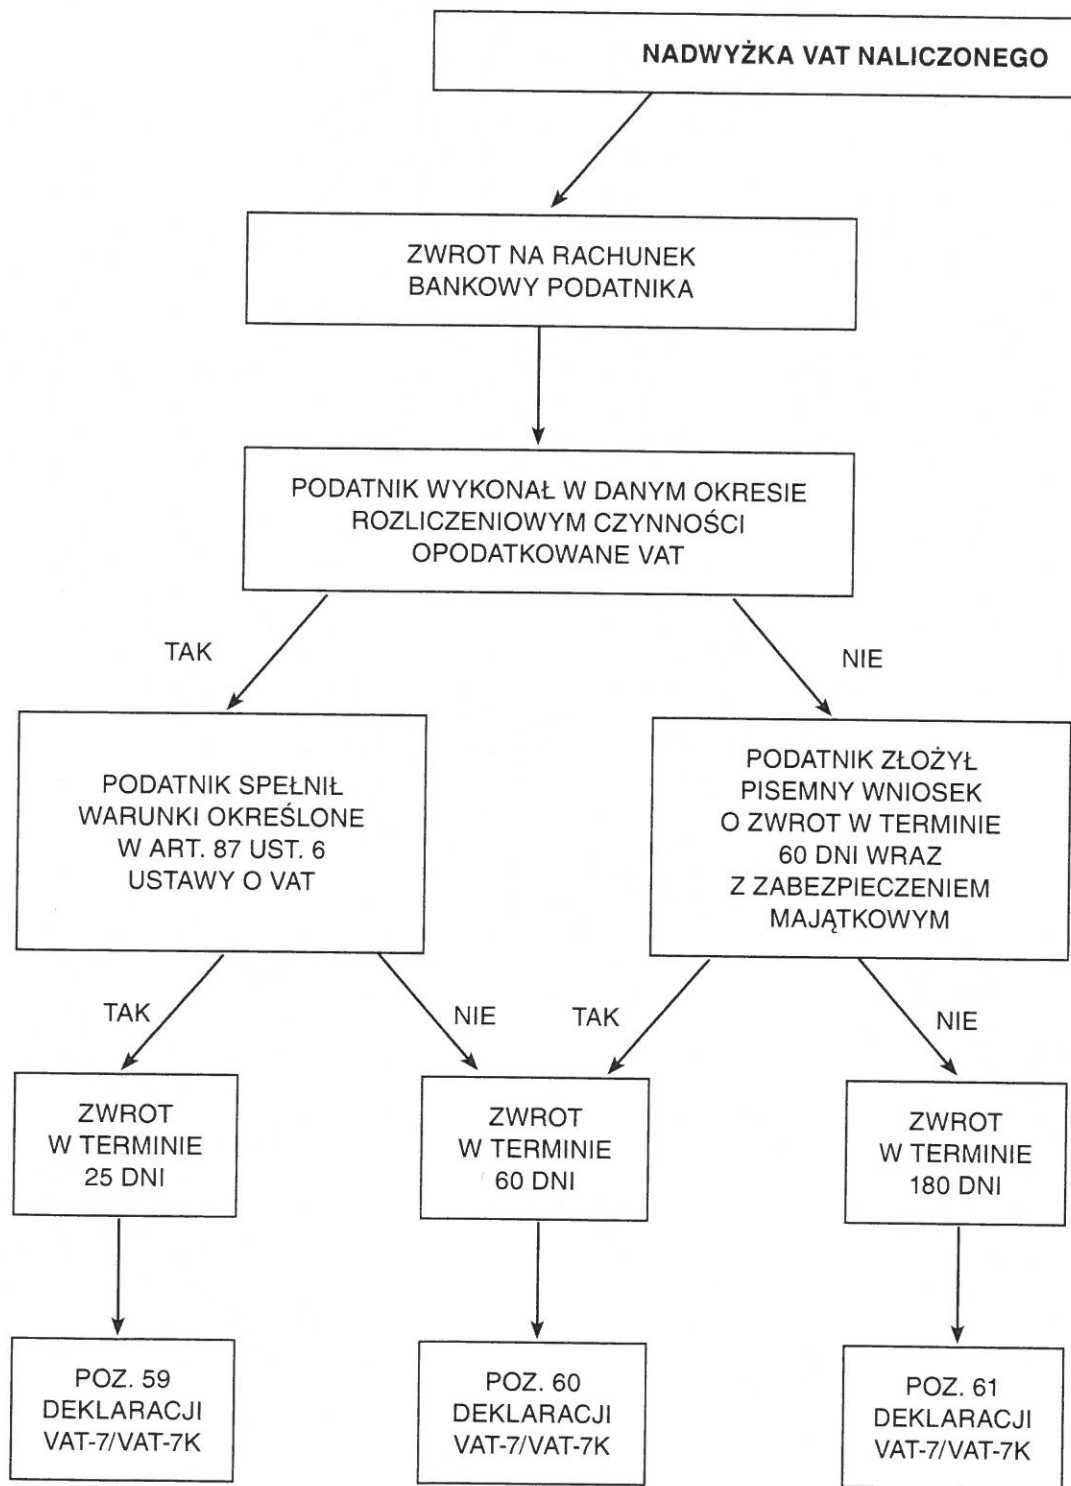 NADWYŻKA VAT NALICZONEGO
ZWROT NA RACHUNEK
BANKOWY PODATNIKA
PODATNIK WYKONAŁ W DANYM OKRESIE
ROZLICZENIOWYM CZYNNOŚCI
OPODATKOWANE VAT
TAK
NIE
PODATNIK SPEŁNIŁ
WARUNKI OKREŚLONE
W ART. 87 UST. 6
USTAWY O VAT
PODATNIK ZŁOŻYŁ
PISEMNY WNIOSEK
O ZWROT W TERMINIE
60 DNI WRAZ
Z ZABEZPIECZENIEM
MAJĄTKOWYM
TAK
NIE
TAK
NIE
ZWROT
W TERMINIE
25 DNI
ZWROT
W TERMINIE
60 DNI
ZWROT
W TERMINIE
180 DNI
POZ. 59
DEKLARACJI
VAT-7/VAT-7K
POZ. 60
DEKLARACJI
VAT-7/VAT-7K
POZ. 61
DEKLARACJI
VAT-7/VAT-7K